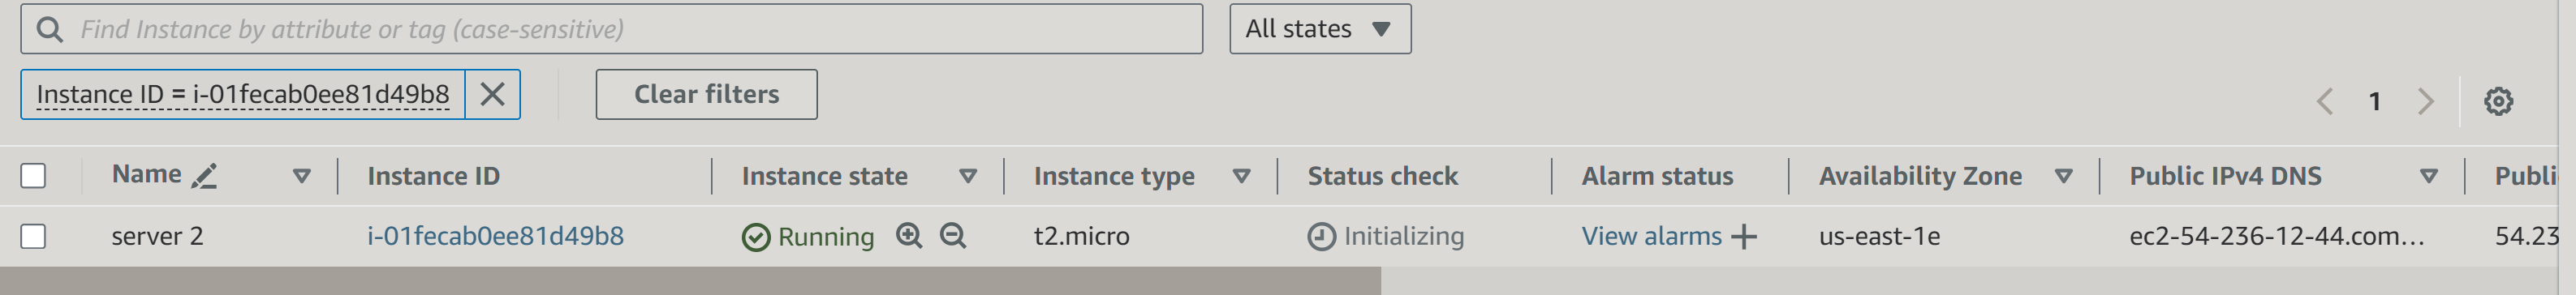 Find Instance by attribute or tag (case-sensitive) All states
Instance ID = i-01fecab0ee81d49b8 Clear filters 1
Name Instance ID Instance state Instance type Status check Alarm status Availability Zone Public IPv4 DNS Publi
server 2 i-01fecab0ee81d49b8 Running t2.micro Initializing View alarms + us-east-1e ec2-54-236-12-44.com… 54.23